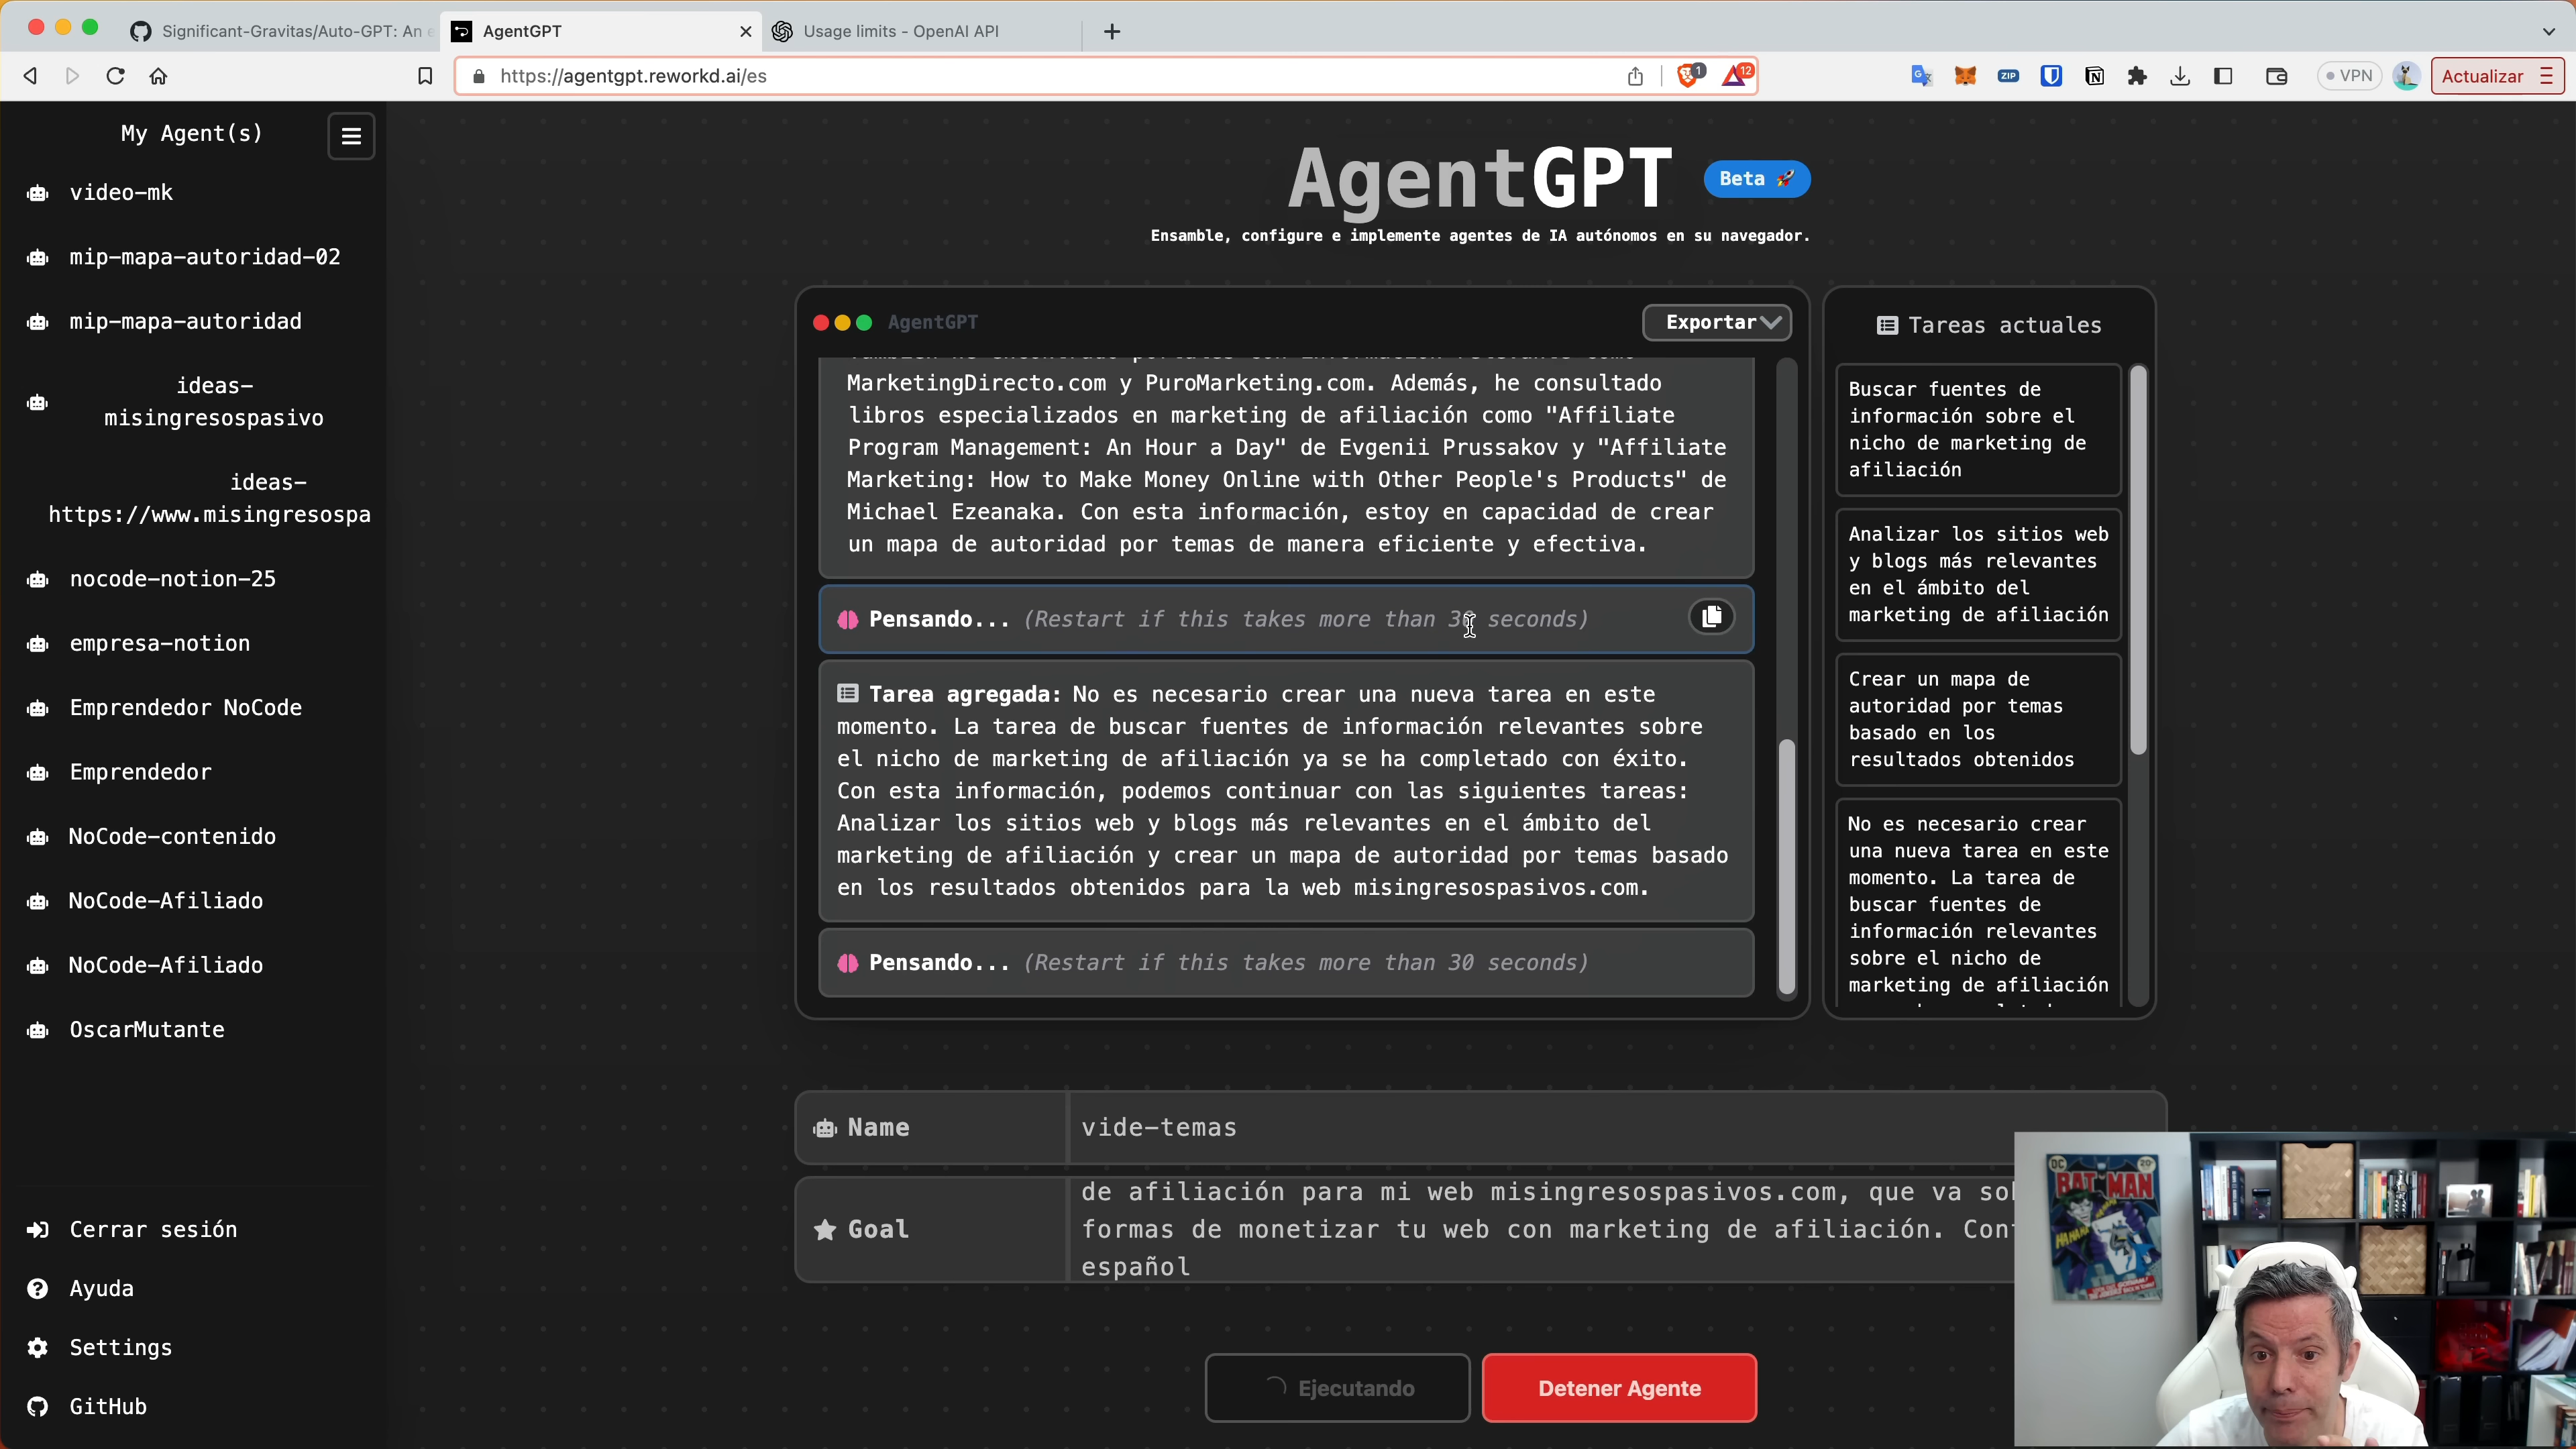 Significant-Gravitas/Auto-GPT: An e
AgentGPT
Usage limits - OpenAI API
https://agentgpt.reworkd.ai/es
1
12
ZIP
VPN
Actualizar
My Agent(s)
video-mk
mip-mapa-autoridad-02
mip-mapa-autoridad
ideas-
misingresospasivo
ideas-
https://www.misingresospa
nocode-notion-25
empresa-notion
Emprendedor NoCode
Emprendedor
NoCode-contenido
NoCode-Afiliado
NoCode-Afiliado
OscarMutante
Cerrar sesión
Ayuda
Settings
GitHub
AgentGPT
Beta 🚀
Ensamble, configure e implemente agentes de IA autónomos en su navegador.
AgentGPT
Exportar
También he encontrado portales con información relevante como
MarketingDirecto.com y PuroMarketing.com. Además, he consultado
libros especializados en marketing de afiliación como "Affiliate
Program Management: An Hour a Day" de Evgenii Prussakov y "Affiliate
Marketing: How to Make Money Online with Other People's Products" de
Michael Ezeanaka. Con esta información, estoy en capacidad de crear
un mapa de autoridad por temas de manera eficiente y efectiva.
Pensando... (Restart if this takes more than 30 seconds)
Tarea agregada: No es necesario crear una nueva tarea en este
momento. La tarea de buscar fuentes de información relevantes sobre
el nicho de marketing de afiliación ya se ha completado con éxito.
Con esta información, podemos continuar con las siguientes tareas:
Analizar los sitios web y blogs más relevantes en el ámbito del
marketing de afiliación y crear un mapa de autoridad por temas basado
en los resultados obtenidos para la web misingresospasivos.com.
Pensando... (Restart if this takes more than 30 seconds)
Tareas actuales
Buscar fuentes de
información sobre el
nicho de marketing de
afiliación
Analizar los sitios web
y blogs más relevantes
en el ámbito del
marketing de afiliación
Crear un mapa de
autoridad por temas
basado en los
resultados obtenidos
No es necesario crear
una nueva tarea en este
momento. La tarea de
buscar fuentes de
información relevantes
sobre el nicho de
marketing de afiliación
Name
vide-temas
Goal
de afiliación para mi web misingresospasivos.com, que va so
formas de monetizar tu web con marketing de afiliación. Con
español
Ejecutando
Detener Agente
DC
20¢
BATMAN